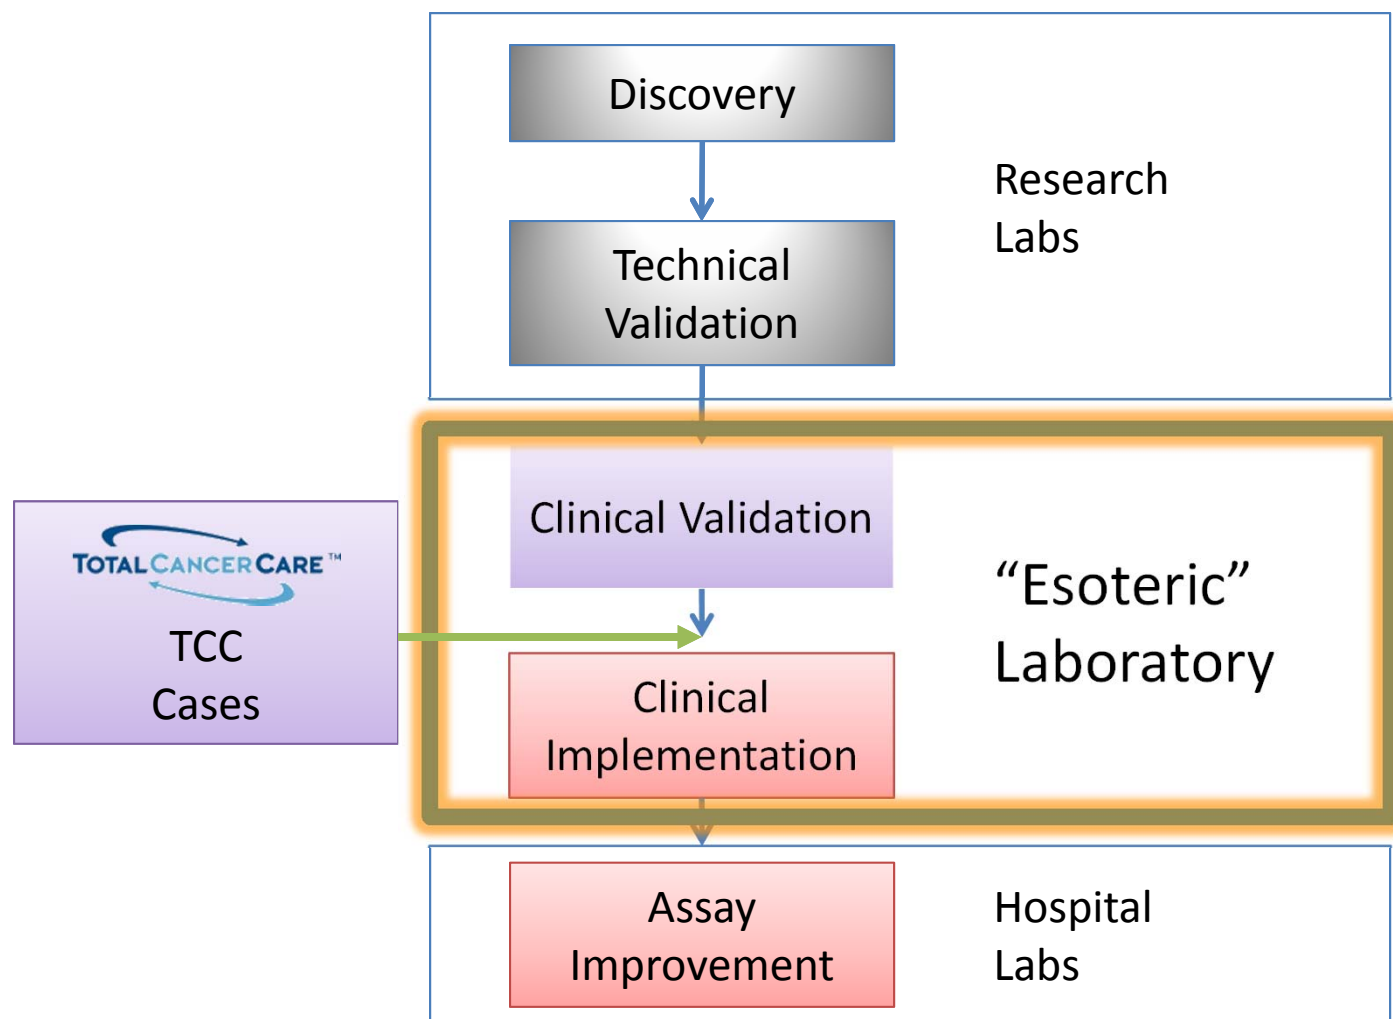 Discovery
Research
Labs
Technical
Validation
Clinical Validation
“Esoteric”
Laboratory
TOTAL CANCER CARE™
TCC
Cases
Clinical
Implementation
Assay
Improvement
Hospital
Labs